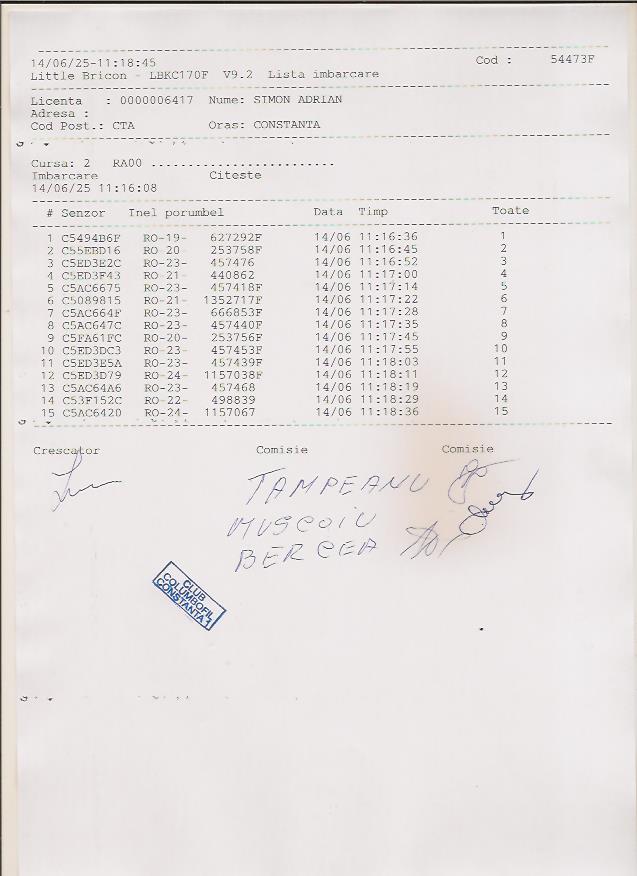 14/06/25-11:18:45 Cod : 54473F
Little Bricon - LBKC170F V9.2 Lista imbarcare
Licenta : 0000006417 Nume: SIMON ADRIAN
Adresa :
Cod Post.: CTA Oras: CONSTANTA
Cursa: 2 RA00 .........................
Imbarcare Citeste
14/06/25 11:16:08
# Senzor Inel porumbel Data Timp Toate
1 C5494B6F RO-19- 627292F 14/06 11:16:36 1
2 C55EBD16 RO-20- 253758F 14/06 11:16:45 2
3 C5ED3E2C RO-23- 457476 14/06 11:16:52 3
4 C5ED3F43 RO-21- 440862 14/06 11:17:00 4
5 C5AC6675 RO-23- 457418F 14/06 11:17:14 5
6 C5089815 RO-21- 1352717F 14/06 11:17:22 6
7 C5AC664F RO-23- 666853F 14/06 11:17:28 7
8 C5AC647C RO-23- 457440F 14/06 11:17:35 8
9 C5FA61FC RO-20- 253756F 14/06 11:17:45 9
10 C5ED3DC3 RO-23- 457453F 14/06 11:17:55 10
11 C5ED3E5A RO-23- 457439F 14/06 11:18:03 11
12 C5ED3D79 RO-24- 1157038F 14/06 11:18:11 12
13 C5AC64A6 RO-23- 457468 14/06 11:18:19 13
14 C53F152C RO-22- 498839 14/06 11:18:29 14
15 C5AC6420 RO-24- 1157067 14/06 11:18:36 15
Crescator Comisie Comisie
TAMPEANU
MUSCOIU
BERCEA
CLUB
COLUMBOFIL
CONSTANTA 1